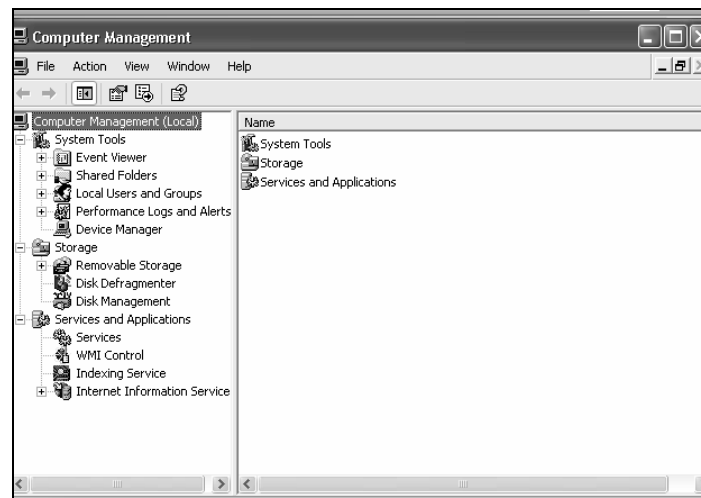 Computer Management
File Action View Window Help
Computer Management (Local)
System Tools
Event Viewer
Shared Folders
Local Users and Groups
Performance Logs and Alerts
Device Manager
Storage
Removable Storage
Disk Defragmenter
Disk Management
Services and Applications
Services
WMI Control
Indexing Service
Internet Information Service
Name
System Tools
Storage
Services and Applications